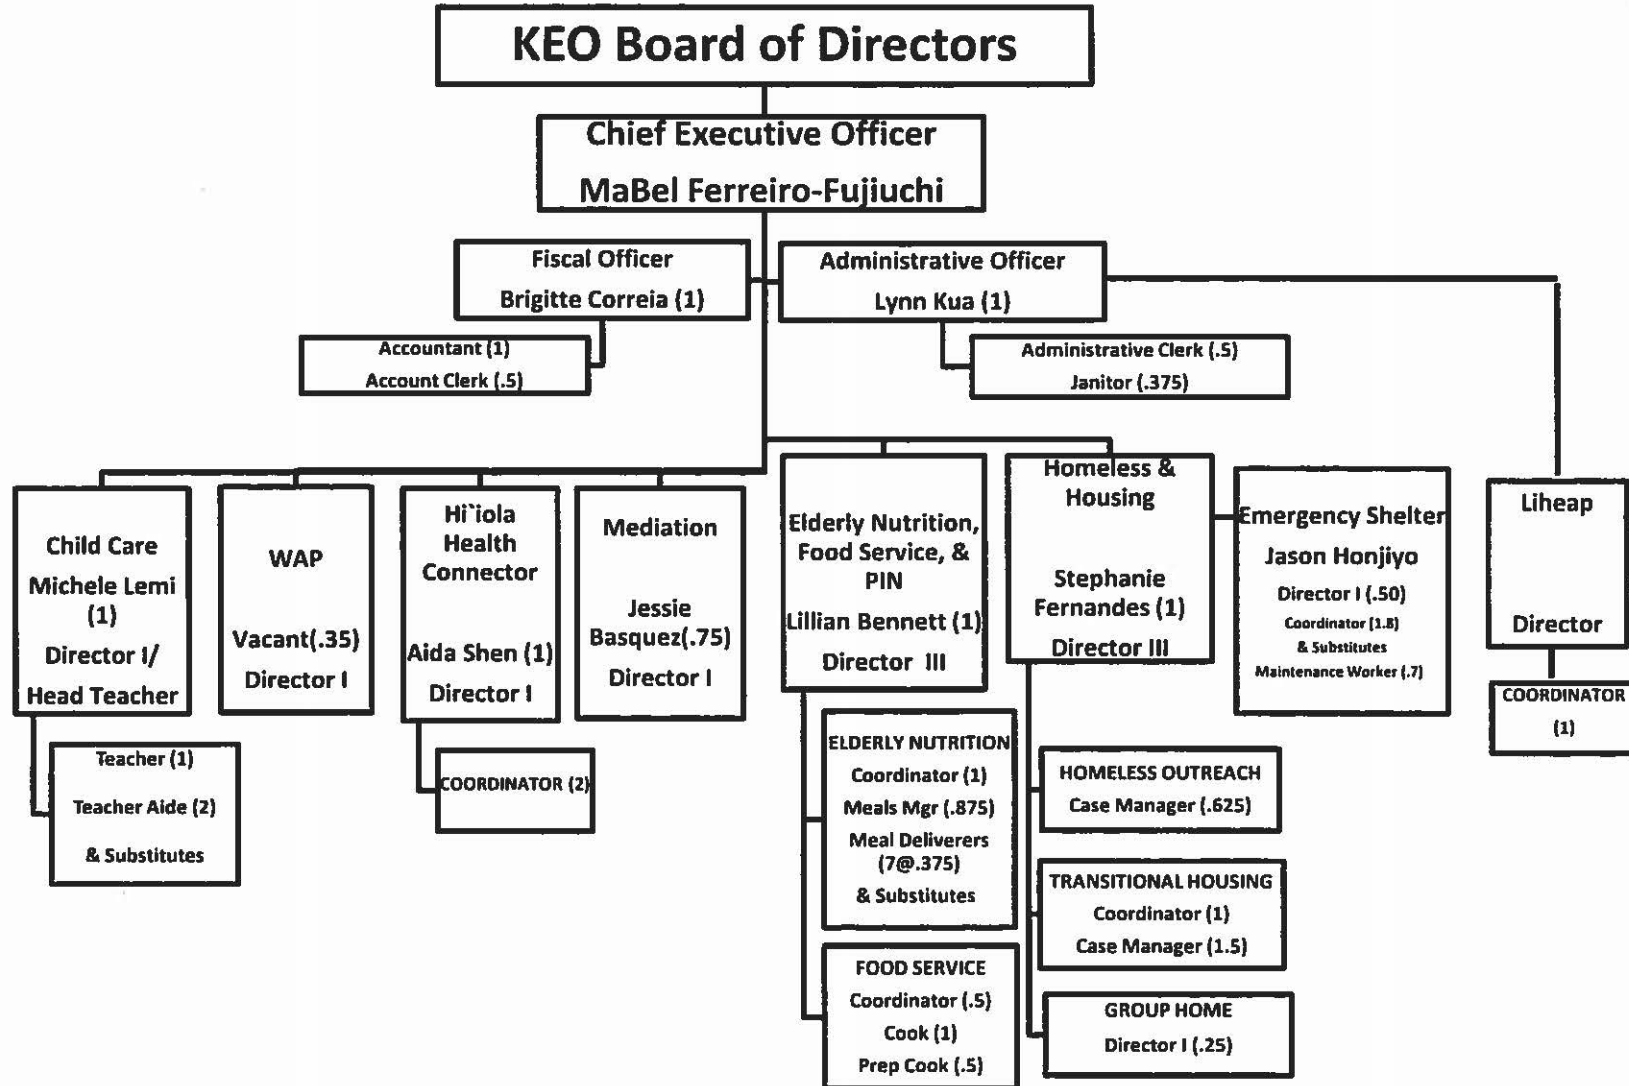 KEO Board of Directors
Chief Executive Officer
MaBel Ferreiro-Fujiuchi
Fiscal Officer
Brigitte Correia (1)
Administrative Officer
Lynn Kua (1)
Accountant (1)
Account Clerk (.5)
Administrative Clerk (.5)
Janitor (.375)
Child Care
Michele Lemi
(1)
Director I/
Head Teacher
WAP
Vacant(.35)
Director I
Hi`iola
Health
Connector
Aida Shen (1)
Director I
Mediation
Jessie
Basquez(.75)
Director I
Elderly Nutrition,
Food Service, &
PIN
Lillian Bennett (1)
Director III
Homeless &
Housing
Stephanie
Fernandes (1)
Director III
Emergency Shelter
Jason Honjiyo
Director I (.50)
Coordinator (1.8)
& Substitutes
Maintenance Worker (.7)
Liheap
Director
COORDINATOR
(1)
Teacher (1)
Teacher Aide (2)
& Substitutes
COORDINATOR (2)
ELDERLY NUTRITION
Coordinator (1)
Meals Mgr (.875)
Meal Deliverers
(7@.375)
& Substitutes
HOMELESS OUTREACH
Case Manager (.625)
TRANSITIONAL HOUSING
Coordinator (1)
Case Manager (1.5)
FOOD SERVICE
Coordinator (.5)
Cook (1)
Prep Cook (.5)
GROUP HOME
Director I (.25)